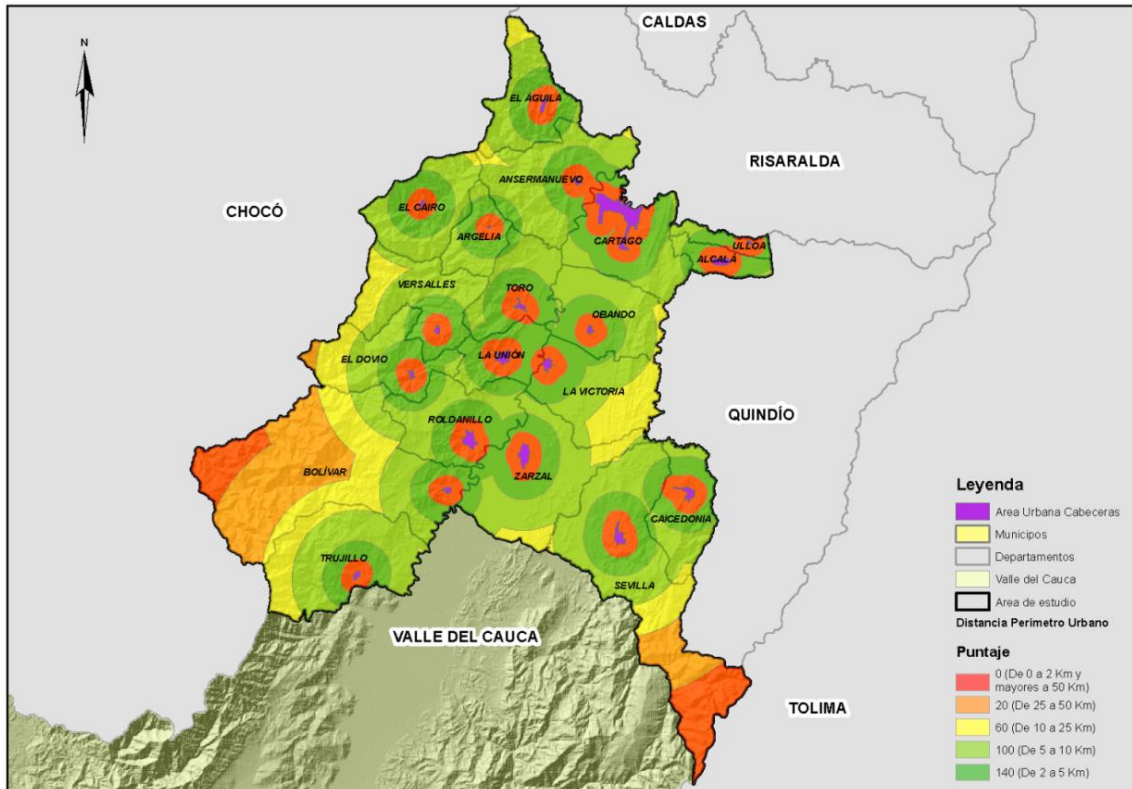 CALDAS
N
EL ÁGUILA
RISARALDA
ANSERMANUEVO
CHOCÓ
EL CAIRO
ARGELIA
CARTAGO
ULLOA
ALCALÁ
VERSALLES
TORO
OBANDO
EL DOVIO
LA UNIÓN
LA VICTORIA
QUINDÍO
ROLDANILLO
BOLÍVAR
ZARZAL
CAICEDONIA
TRUJILLO
SEVILLA
VALLE DEL CAUCA
TOLIMA
Leyenda
Area Urbana Cabeceras
Municipos
Departamentos
Valle del Cauca
Area de estudio
Distancia Perimetro Urbano
Puntaje
0 (De 0 a 2 Km y
mayores a 50 Km)
20 (De 25 a 50 Km)
60 (De 10 a 25 Km)
100 (De 5 a 10 Km)
140 (De 2 a 5 Km)